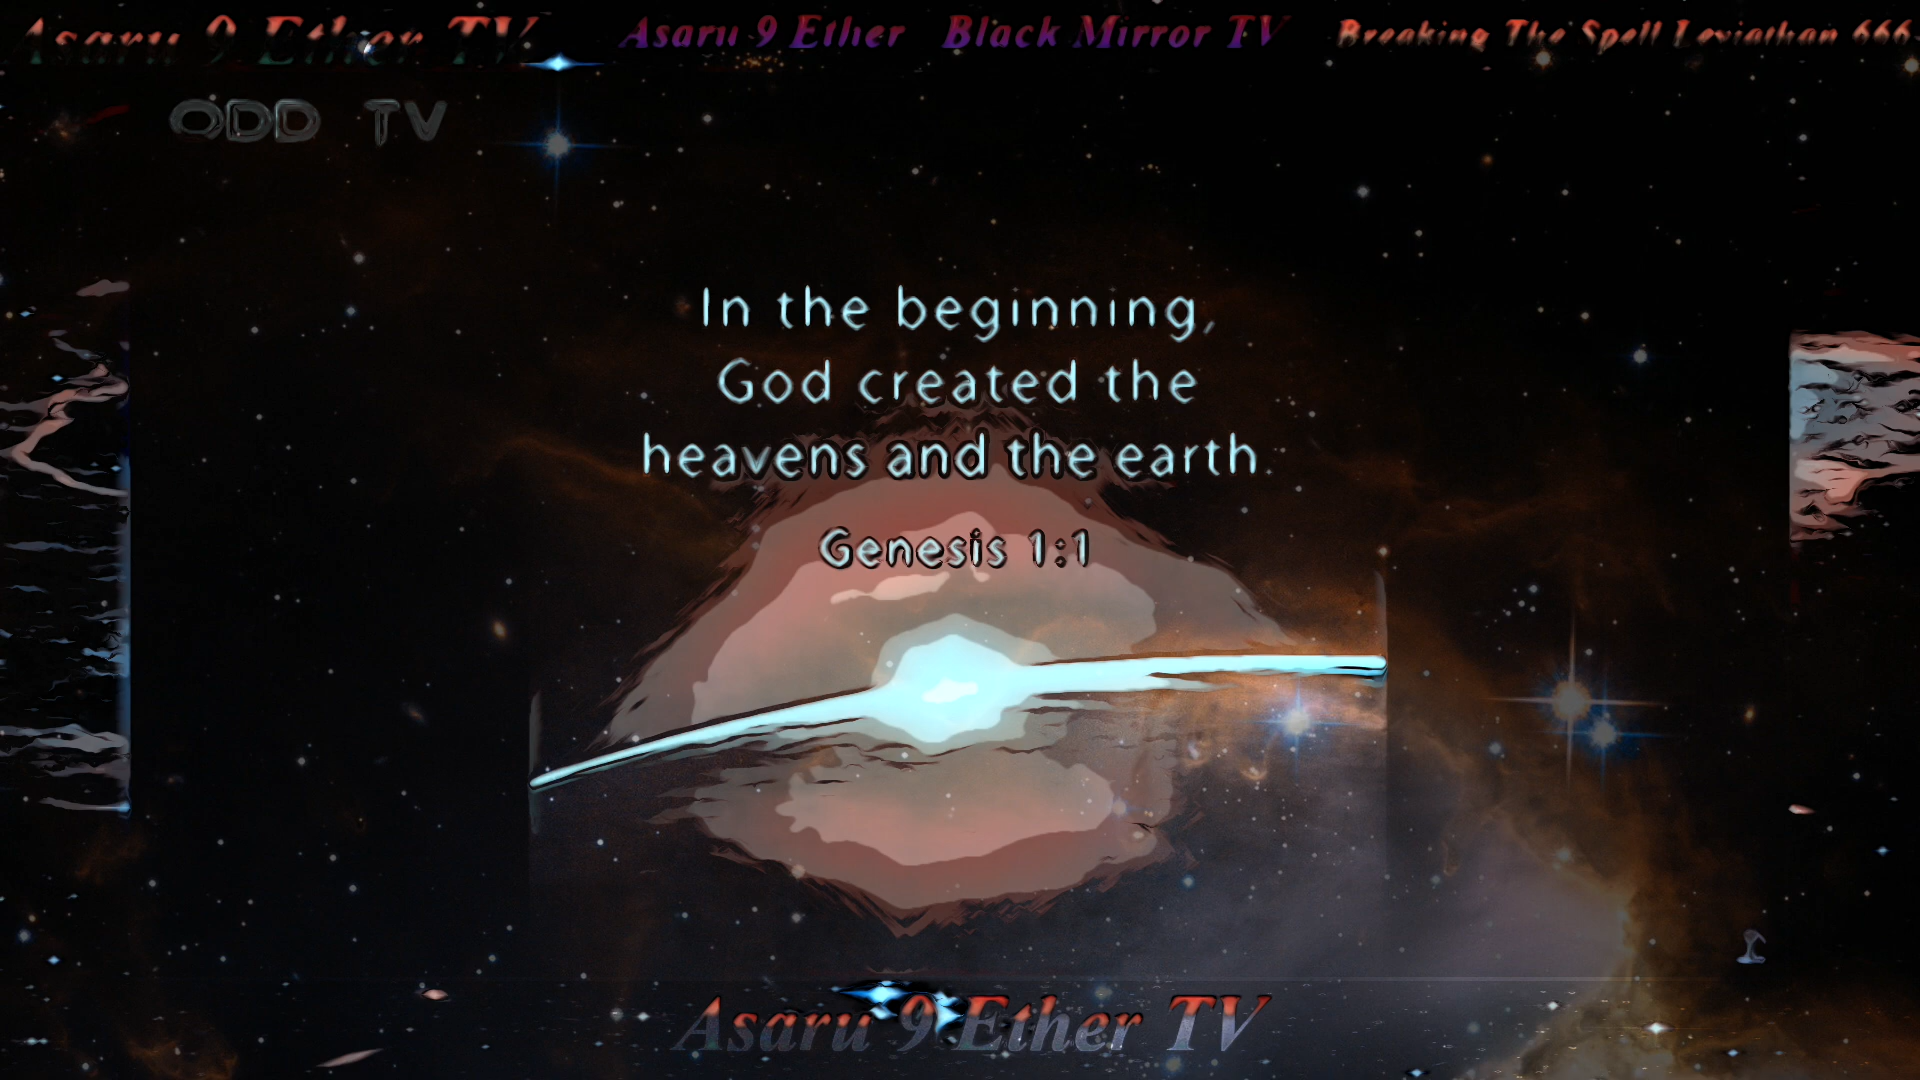 Asaru 9 Ether TV
Asaru 9 Ether Black Mirror TV
Breaking The Spell Leviathan 666
ODD TV
In the beginning,
God created the
heavens and the earth.
Genesis 1:1
Asaru 9 Ether TV